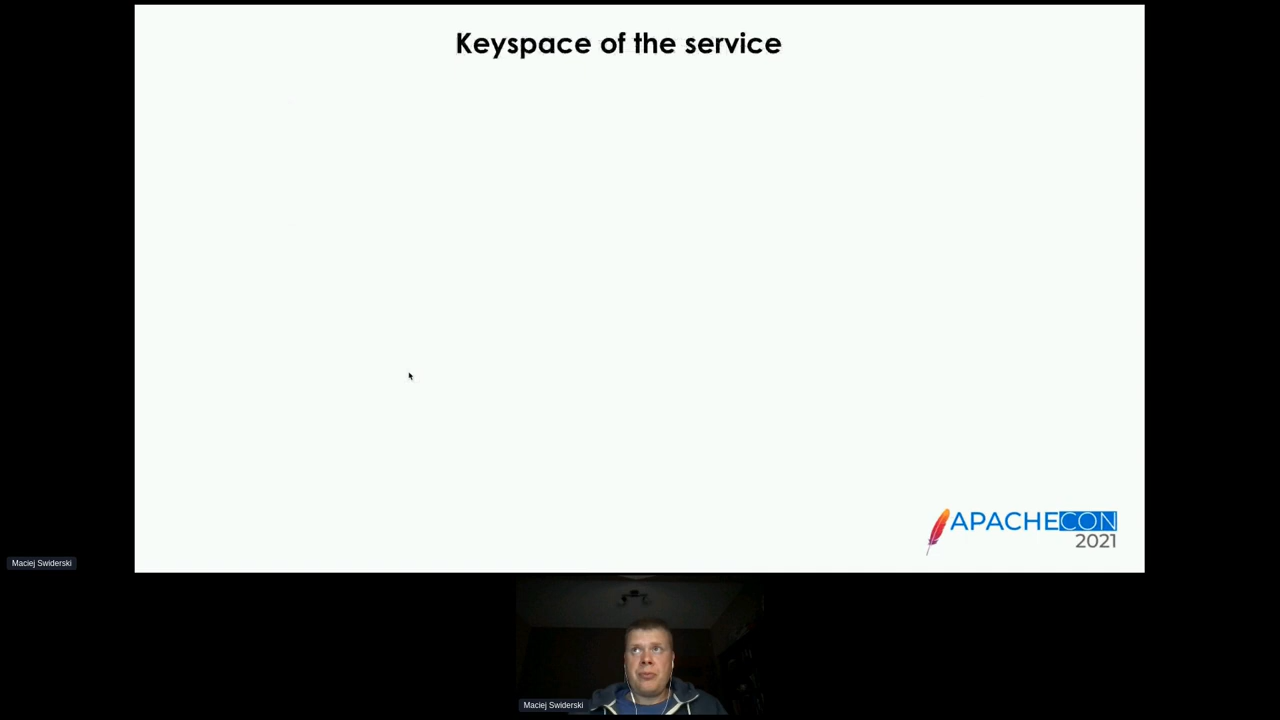 Keyspace of the service
APACHECON
2021
Maciej Swiderski
Maciej Swiderski